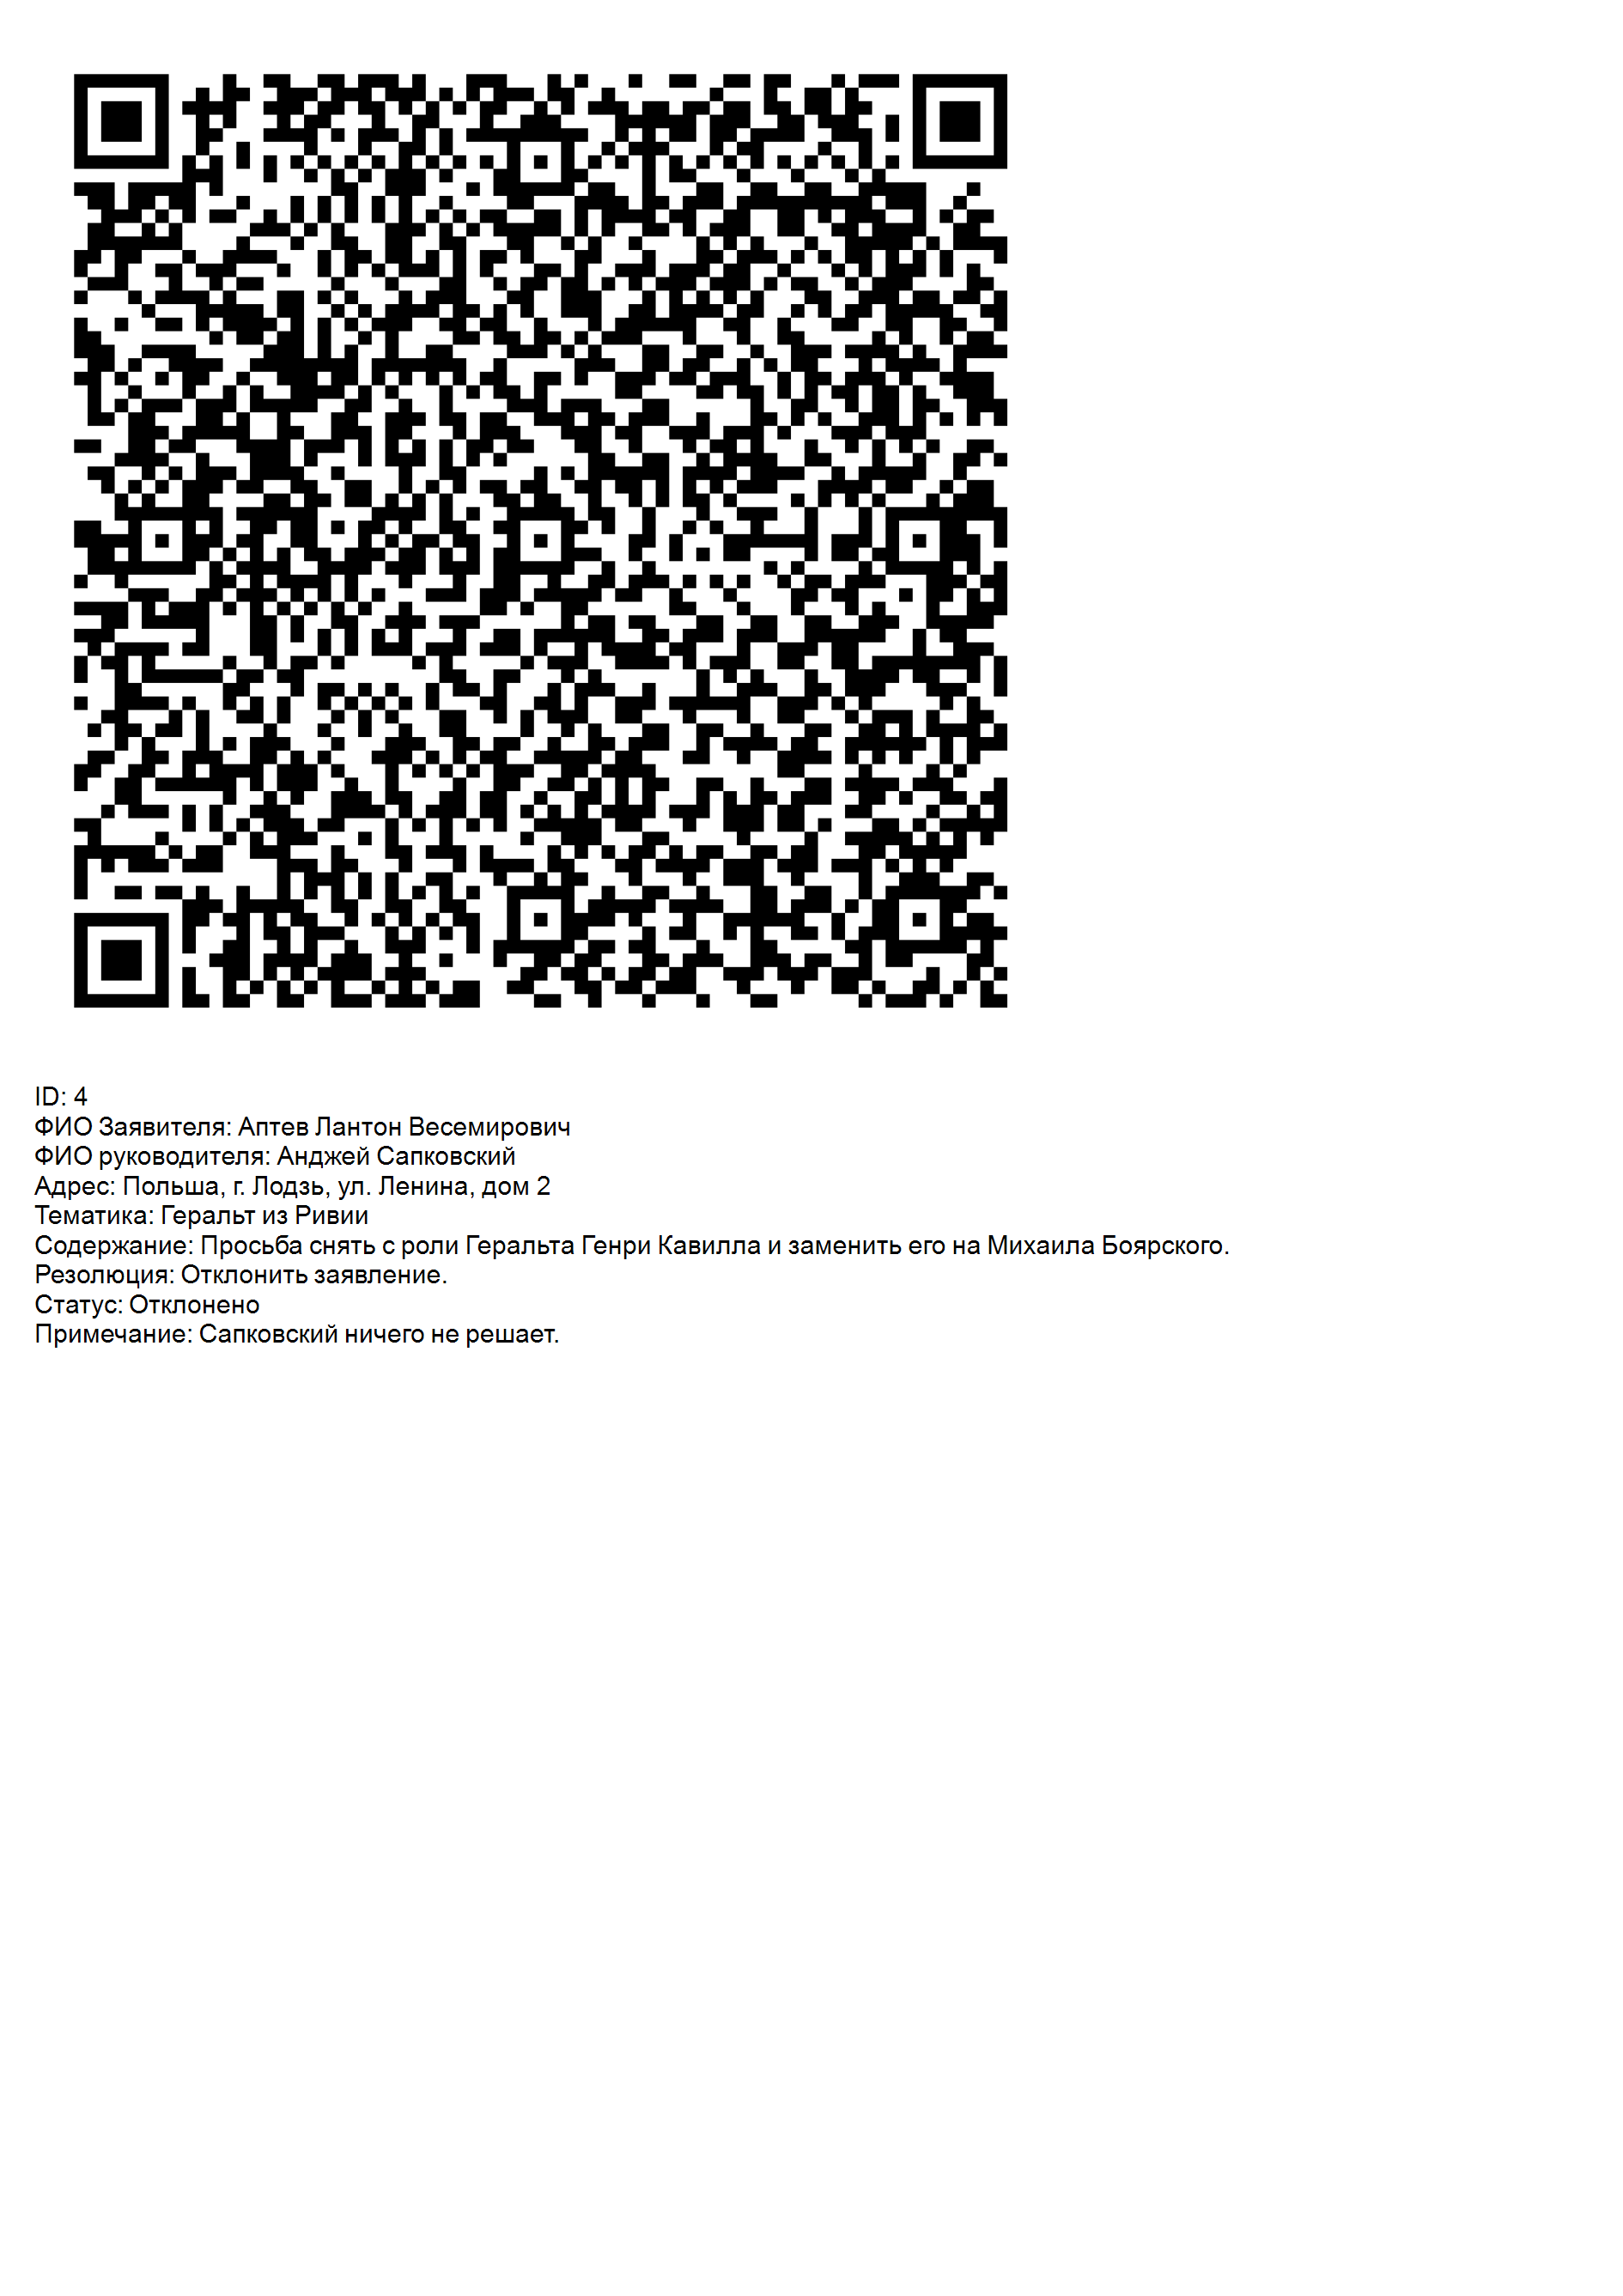 ID: 4
ФИО Заявителя: Аптев Лантон Весемирович
ФИО руководителя: Анджей Сапковский
Адрес: Польша, г. Лодзь, ул. Ленина, дом 2
Тематика: Геральт из Ривии
Содержание: Просьба снять с роли Геральта Генри Кавилла и заменить его на Михаила Боярского.
Резолюция: Отклонить заявление.
Статус: Отклонено
Примечание: Сапковский ничего не решает.